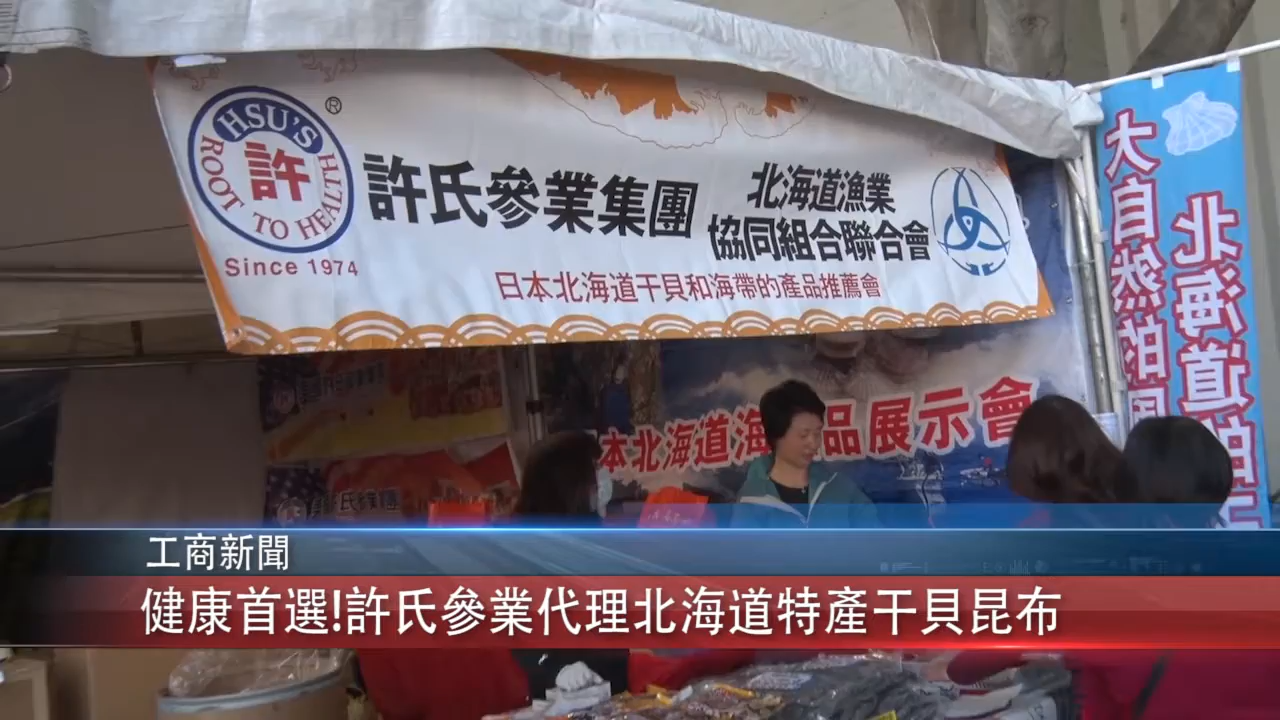 HSU'S
許
ROOT TO HEALTH
®
Since 1974
許氏參業集團
北海道漁業
協同組合聯合會
日本北海道干貝和海帶的產品推薦會
大自然的
北海道的
本北海道海
品展示會
工商新聞
健康首選!許氏參業代理北海道特產干貝昆布